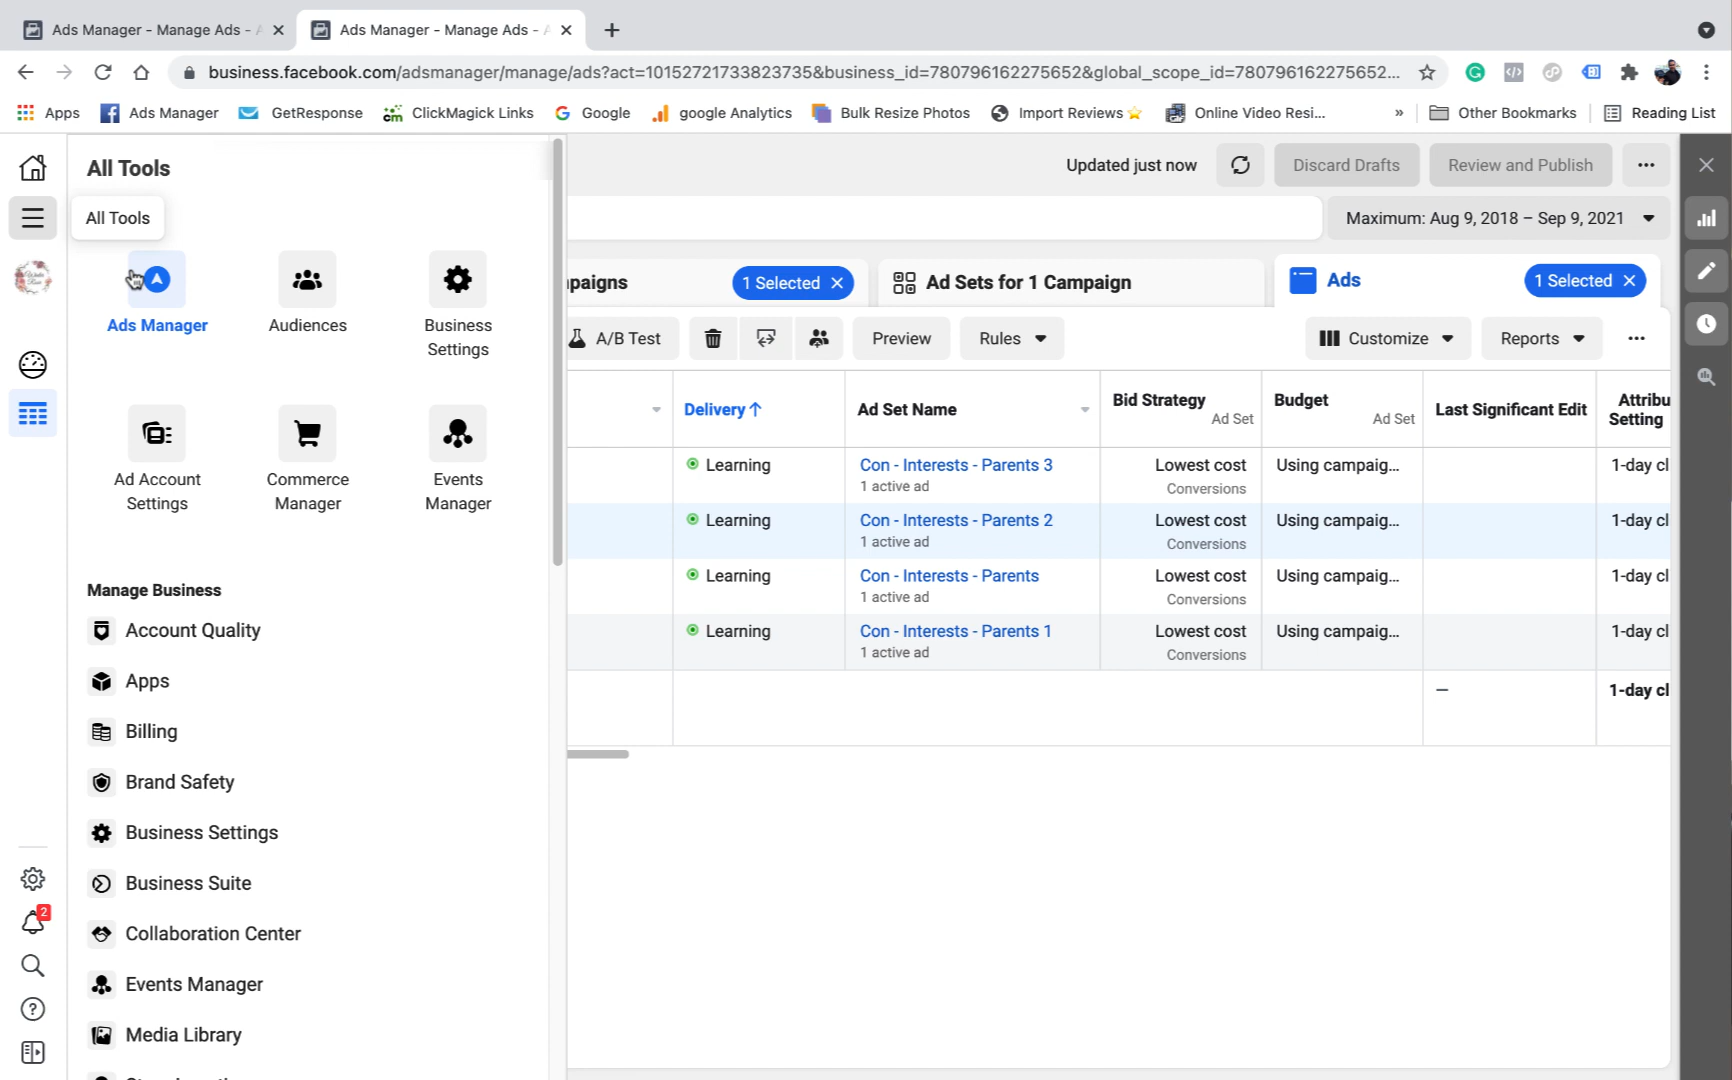 Ads Manager - Manage Ads - A
Ads Manager - Manage Ads - A
business.facebook.com/adsmanager/manage/ads?act=10152721733823735&business_id=780796162275652&global_scope_id=780796162275652...
Apps
Ads Manager
GetResponse
ClickMagick Links
Google
google Analytics
Bulk Resize Photos
Import Reviews
Online Video Resi...
»
Other Bookmarks
Reading List
All Tools
Updated just now
Discard Drafts
Review and Publish
All Tools
Maximum: Aug 9, 2018 – Sep 9, 2021
paigns
1 Selected
Ad Sets for 1 Campaign
Ads
1 Selected
Ads Manager
Audiences
Business
Settings
A/B Test
Preview
Rules
Customize
Reports
Delivery↑
Ad Set Name
Bid Strategy
Ad Set
Budget
Ad Set
Last Significant Edit
Attribu
Setting
Learning
Con - Interests - Parents 3
1 active ad
Lowest cost
Conversions
Using campaig...
1-day cl
Learning
Con - Interests - Parents 2
1 active ad
Lowest cost
Conversions
Using campaig...
1-day cl
Learning
Con - Interests - Parents
1 active ad
Lowest cost
Conversions
Using campaig...
1-day cl
Learning
Con - Interests - Parents 1
1 active ad
Lowest cost
Conversions
Using campaig...
1-day cl
—
1-day cl
Ad Account
Settings
Commerce
Manager
Events
Manager
Manage Business
Account Quality
Apps
Billing
Brand Safety
Business Settings
Business Suite
Collaboration Center
Events Manager
Media Library
2